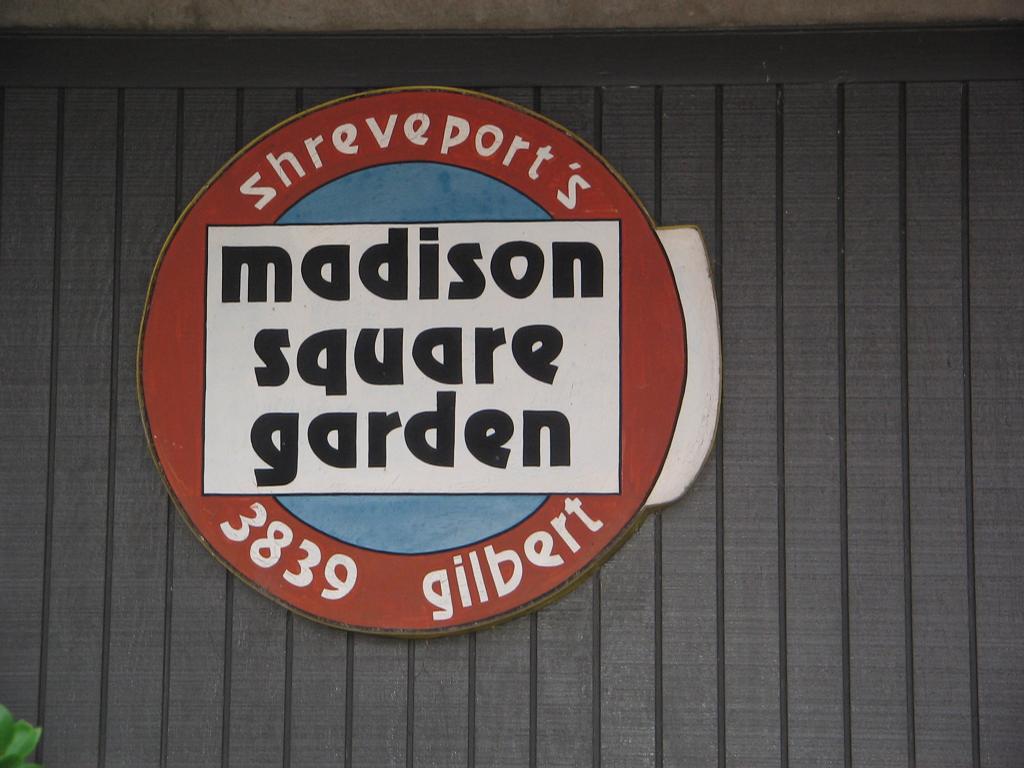 shreveport's
madison
square
garden
3839 gilbert